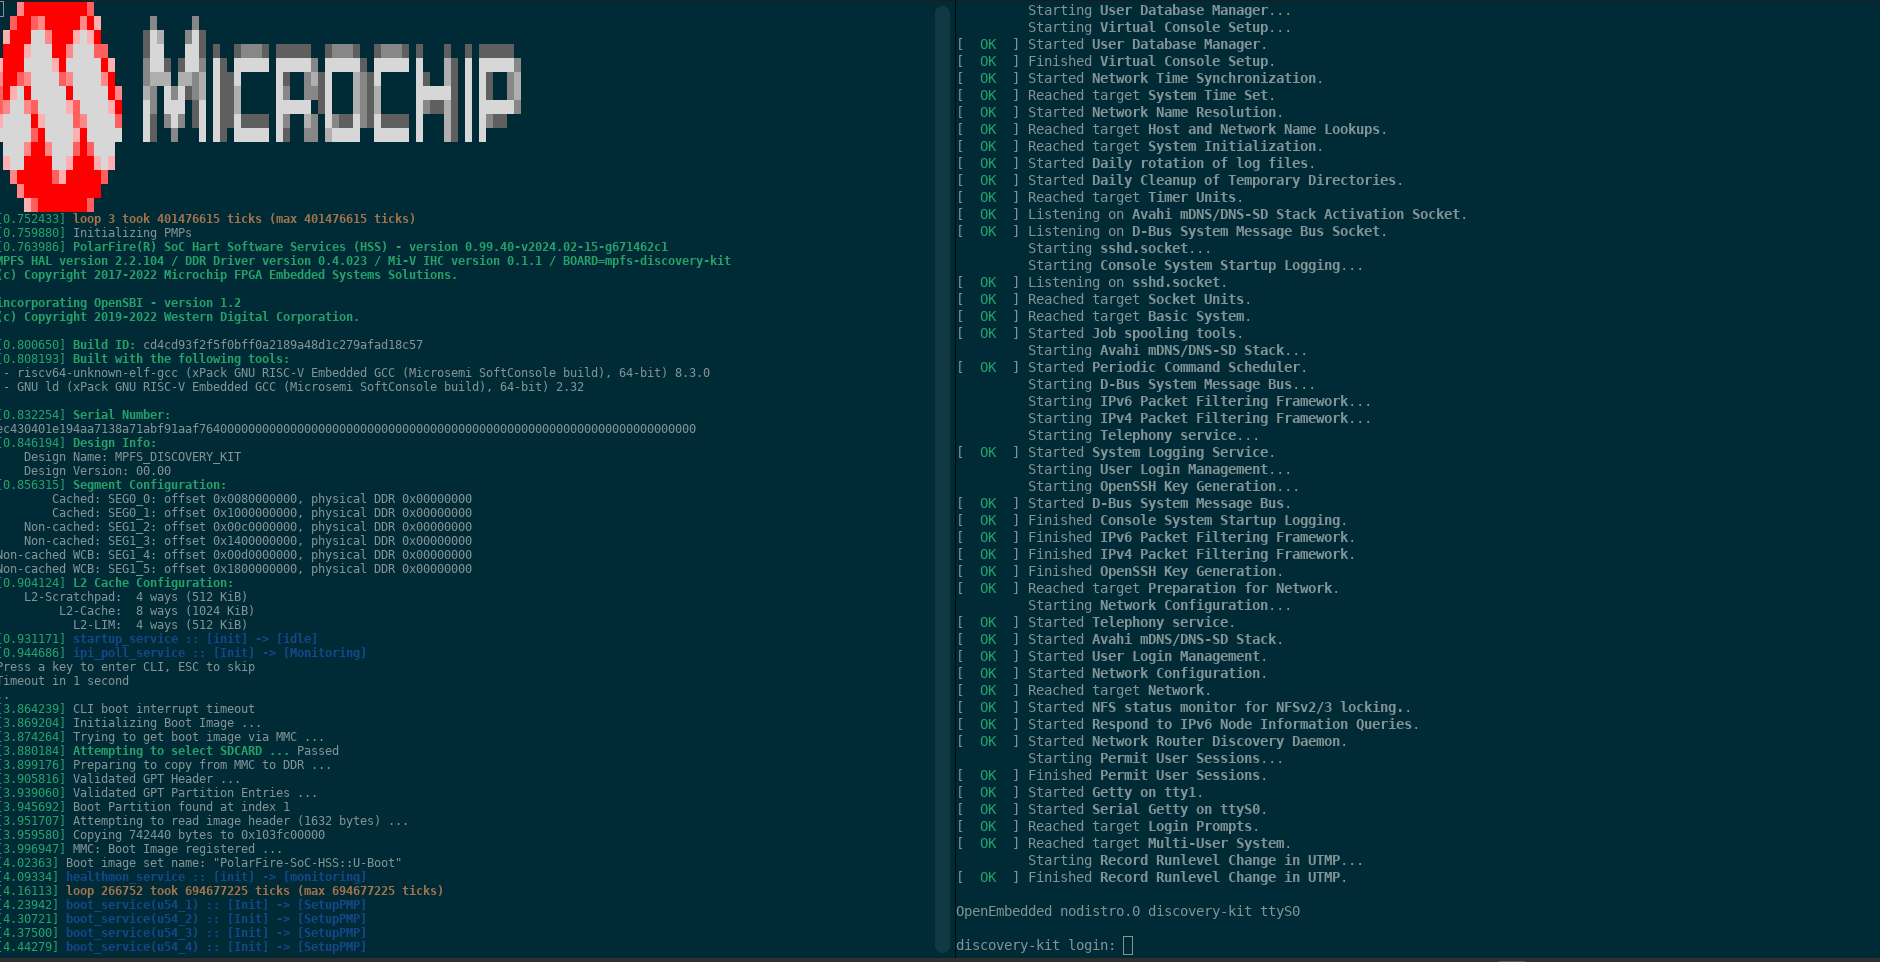 MICROCHIP
[0.752433] loop 3 took 401476615 ticks (max 401476615 ticks)
[0.759880] Initializing PMPs
[0.763986] PolarFire(R) SoC Hart Software Services (HSS) - version 0.99.40-v2024.02-15-g671462c1
MPFS HAL version 2.2.104 / DDR Driver version 0.4.023 / Mi-V IHC version 0.1.1 / BOARD=mpfs-discovery-kit
(c) Copyright 2017-2022 Microchip FPGA Embedded Systems Solutions.
incorporating OpenSBI - version 1.2
(c) Copyright 2019-2022 Western Digital Corporation.
[0.800650] Build ID: cd4cd93f2f5f0bff0a2189a48d1c279afad18c57
[0.808193] Built with the following tools:
- riscv64-unknown-elf-gcc (xPack GNU RISC-V Embedded GCC (Microsemi SoftConsole build), 64-bit) 8.3.0
- GNU ld (xPack GNU RISC-V Embedded GCC (Microsemi SoftConsole build), 64-bit) 2.32
[0.832254] Serial Number:
[0.846194] Design Info:
Design Name: MPFS_DISCOVERY_KIT
Design Version: 00.00
[0.856315] Segment Configuration:
Cached: SEG0_0: offset 0x0080000000, physical DDR 0x00000000
Cached: SEG0_1: offset 0x1000000000, physical DDR 0x00000000
Non-cached: SEG1_2: offset 0x00c0000000, physical DDR 0x00000000
Non-cached: SEG1_3: offset 0x1400000000, physical DDR 0x00000000
Non-cached WCB: SEG1_4: offset 0x00d0000000, physical DDR 0x00000000
Non-cached WCB: SEG1_5: offset 0x1800000000, physical DDR 0x00000000
[0.904124] L2 Cache Configuration:
L2-Scratchpad: 4 ways (512 KiB)
L2-Cache: 8 ways (1024 KiB)
L2-LIM: 4 ways (512 KiB)
[0.931171] startup_service :: [init] -> [idle]
[0.944686] ipi_poll_service :: [Init] -> [Monitoring]
Press a key to enter CLI, ESC to skip
Timeout in 1 second
..
[3.864239] CLI boot interrupt timeout
[3.869204] Initializing Boot Image ...
[3.874264] Trying to get boot image via MMC ...
[3.880184] Attempting to select SDCARD ... Passed
[3.899176] Preparing to copy from MMC to DDR ...
[3.905816] Validated GPT Header ...
[3.939060] Validated GPT Partition Entries ...
[3.945692] Boot Partition found at index 1
[3.951707] Attempting to read image header (1632 bytes) ...
[3.959580] Copying 742440 bytes to 0x103fc00000
[3.996947] MMC: Boot Image registered ...
[4.02363] Boot image set name: "PolarFire-SoC-HSS::U-Boot"
[4.09334] healthmon_service :: [init] -> [monitoring]
[4.16113] loop 266752 took 694677225 ticks (max 694677225 ticks)
[4.23942] boot_service(u54_1) :: [Init] -> [SetupPMP]
[4.30721] boot_service(u54_2) :: [Init] -> [SetupPMP]
[4.37500] boot_service(u54_3) :: [Init] -> [SetupPMP]
[4.44279] boot_service(u54_4) :: [Init] -> [SetupPMP]
Starting User Database Manager...
Starting Virtual Console Setup...
[ OK ] Started User Database Manager.
[ OK ] Finished Virtual Console Setup.
[ OK ] Started Network Time Synchronization.
[ OK ] Reached target System Time Set.
[ OK ] Started Network Name Resolution.
[ OK ] Reached target Host and Network Name Lookups.
[ OK ] Reached target System Initialization.
[ OK ] Started Daily rotation of log files.
[ OK ] Started Daily Cleanup of Temporary Directories.
[ OK ] Reached target Timer Units.
[ OK ] Listening on Avahi mDNS/DNS-SD Stack Activation Socket.
[ OK ] Listening on D-Bus System Message Bus Socket.
Starting sshd.socket...
Starting Console System Startup Logging...
[ OK ] Listening on sshd.socket.
[ OK ] Reached target Socket Units.
[ OK ] Reached target Basic System.
[ OK ] Started Job spooling tools.
Starting Avahi mDNS/DNS-SD Stack...
[ OK ] Started Periodic Command Scheduler.
Starting D-Bus System Message Bus...
Starting IPv6 Packet Filtering Framework...
Starting IPv4 Packet Filtering Framework...
Starting Telephony service...
[ OK ] Started System Logging Service.
Starting User Login Management...
Starting OpenSSH Key Generation...
[ OK ] Started D-Bus System Message Bus.
[ OK ] Finished Console System Startup Logging.
[ OK ] Finished IPv6 Packet Filtering Framework.
[ OK ] Finished IPv4 Packet Filtering Framework.
[ OK ] Finished OpenSSH Key Generation.
[ OK ] Reached target Preparation for Network.
Starting Network Configuration...
[ OK ] Started Telephony service.
[ OK ] Started Avahi mDNS/DNS-SD Stack.
[ OK ] Started User Login Management.
[ OK ] Started Network Configuration.
[ OK ] Reached target Network.
[ OK ] Started NFS status monitor for NFSv2/3 locking..
[ OK ] Started Respond to IPv6 Node Information Queries.
[ OK ] Started Network Router Discovery Daemon.
Starting Permit User Sessions...
[ OK ] Finished Permit User Sessions.
[ OK ] Started Getty on tty1.
[ OK ] Started Serial Getty on ttyS0.
[ OK ] Reached target Login Prompts.
[ OK ] Reached target Multi-User System.
Starting Record Runlevel Change in UTMP...
[ OK ] Finished Record Runlevel Change in UTMP.
OpenEmbedded nodistro.0 discovery-kit ttyS0
discovery-kit login: